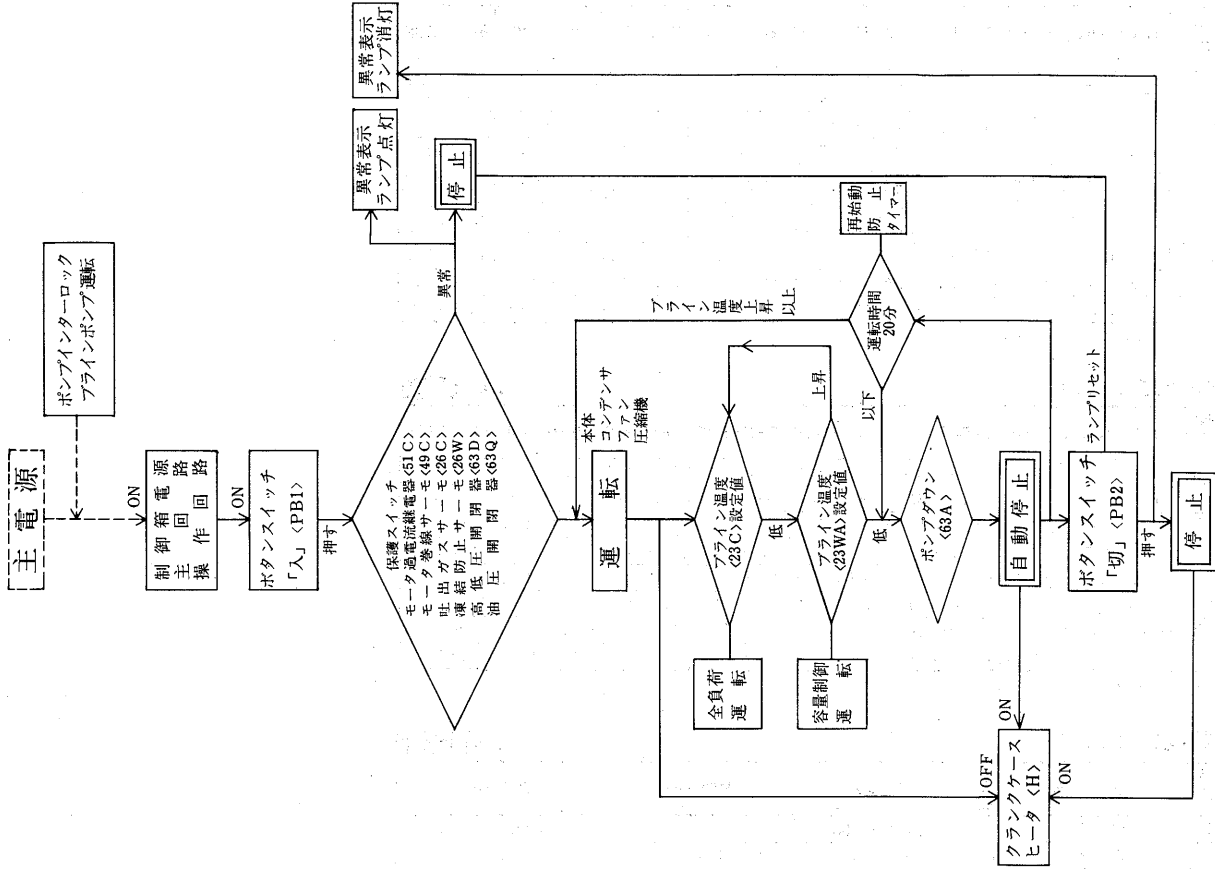 主電源
ポンプインターロック
ブラインポンプ運転
ON
制御箱電源
主回路
操作回路
ON
ボタンスイッチ
「入」<PB1>
押す
保護スイッチ
モータ過電流継電器<51C>
モータ巻線サーモ<49C>
吐出ガスサーモ<26C>
凍結防止サーモ<26W>
高低圧開閉器<63D>
油圧開閉器<63Q>
異常
異常表示
ランプ点灯
停止
異常表示
ランプ消灯
運転
本体
コンデンサ
ファン
圧縮機
ブライン温度
<23C>設定値
全負荷
運転
低
上昇
ブライン温度
<23WA>設定値
容量制御
運転
低
以下
運転時間
20分
再始動
防止
タイマー
ブライン
温度
上昇
以上
ポンプダウン
<63A>
自動停止
ボタンスイッチ
「切」<PB2>
ランプリセット
押す
停止
OFF
ON
クランクケース
ヒータ<H>
ON